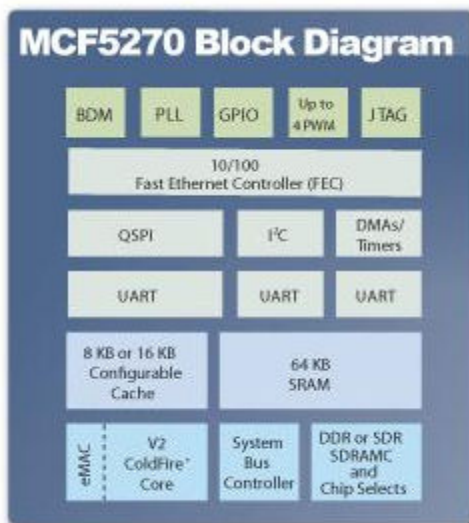 MCF5270 Block Diagram
BDM
PLL
GPIO
Up to
4 PWM
JTAG
10/100
Fast Ethernet Controller (FEC)
QSPI
I²C
DMAs/
Timers
UART
UART
UART
8 KB or 16 KB
Configurable
Cache
64 KB
SRAM
eMAC
V2
ColdFire®
Core
System
Bus
Controller
DDR or SDR
SDRAMC
and
Chip Selects